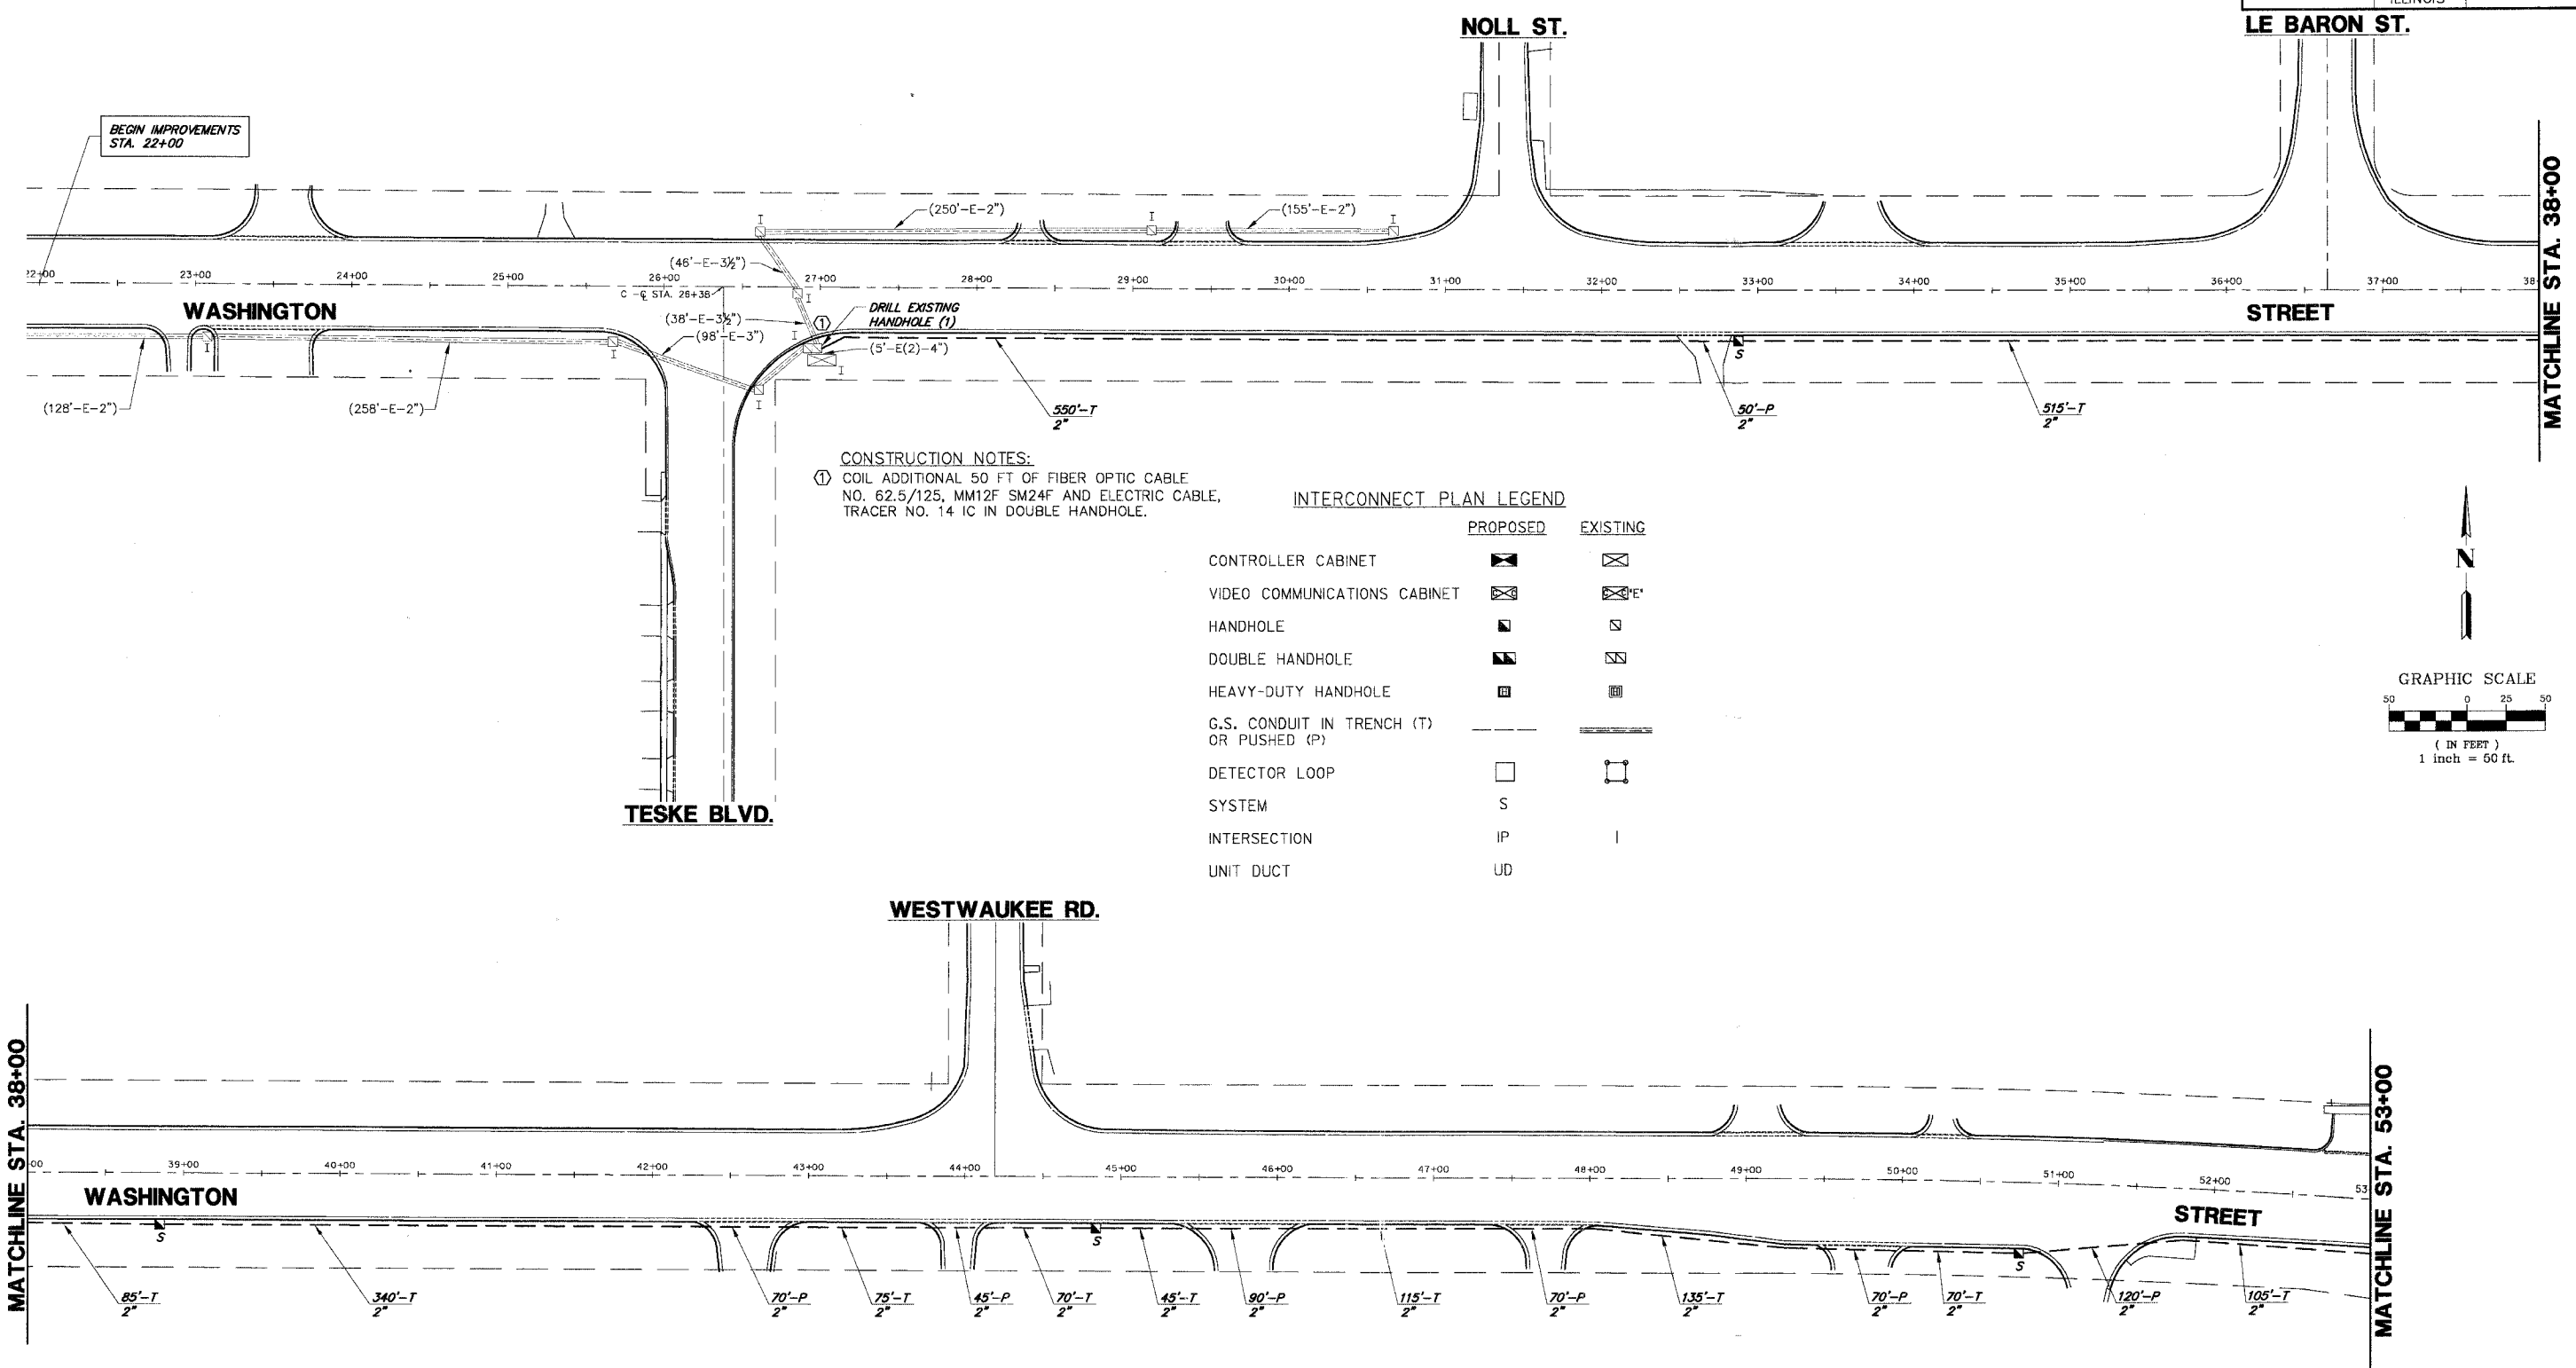 ILLINOIS
NOLL ST.
LE BARON ST.
BEGIN IMPROVEMENTS
STA. 22+00
MATCHLINE STA. 38+00
(250'-E-2")
(155'-E-2")
I
I
I
(46'-E-3½")
22+00
23+00
24+00
25+00
26+00
27+00
28+00
29+00
30+00
31+00
32+00
33+00
34+00
35+00
36+00
37+00
38
C -℄ STA. 26+38
I
WASHINGTON
STREET
DRILL EXISTING
HANDHOLE (1)
(38'-E-3½")
1
I
(98'-E-3")
(5'-E(2)-4")
I
I
I
I
S
(128'-E-2")
(258'-E-2")
550'-T
2"
50'-P
2"
515'-T
2"
CONSTRUCTION NOTES:
1 COIL ADDITIONAL 50 FT OF FIBER OPTIC CABLE
NO. 62.5/125, MM12F SM24F AND ELECTRIC CABLE,
TRACER NO. 14 IC IN DOUBLE HANDHOLE.
INTERCONNECT PLAN LEGEND
PROPOSED EXISTING
CONTROLLER CABINET
VIDEO COMMUNICATIONS CABINET "E"
HANDHOLE
DOUBLE HANDHOLE
HEAVY-DUTY HANDHOLE
G.S. CONDUIT IN TRENCH (T)
OR PUSHED (P)
DETECTOR LOOP
SYSTEM S
INTERSECTION IP I
UNIT DUCT UD
N
GRAPHIC SCALE
50 0 25 50
( IN FEET )
1 inch = 50 ft.
TESKE BLVD.
WESTWAUKEE RD.
MATCHLINE STA. 38+00
MATCHLINE STA. 53+00
00
39+00
40+00
41+00
42+00
43+00
44+00
45+00
46+00
47+00
48+00
49+00
50+00
51+00
52+00
53
WASHINGTON
STREET
S
S
S
85'-T
2"
340'-T
2"
70'-P
2"
75'-T
2"
45'-P
2"
70'-T
2"
45'-T
2"
90'-P
2"
115'-T
2"
70'-P
2"
135'-T
2"
70'-P
2"
70'-T
2"
120'-P
2"
105'-T
2"